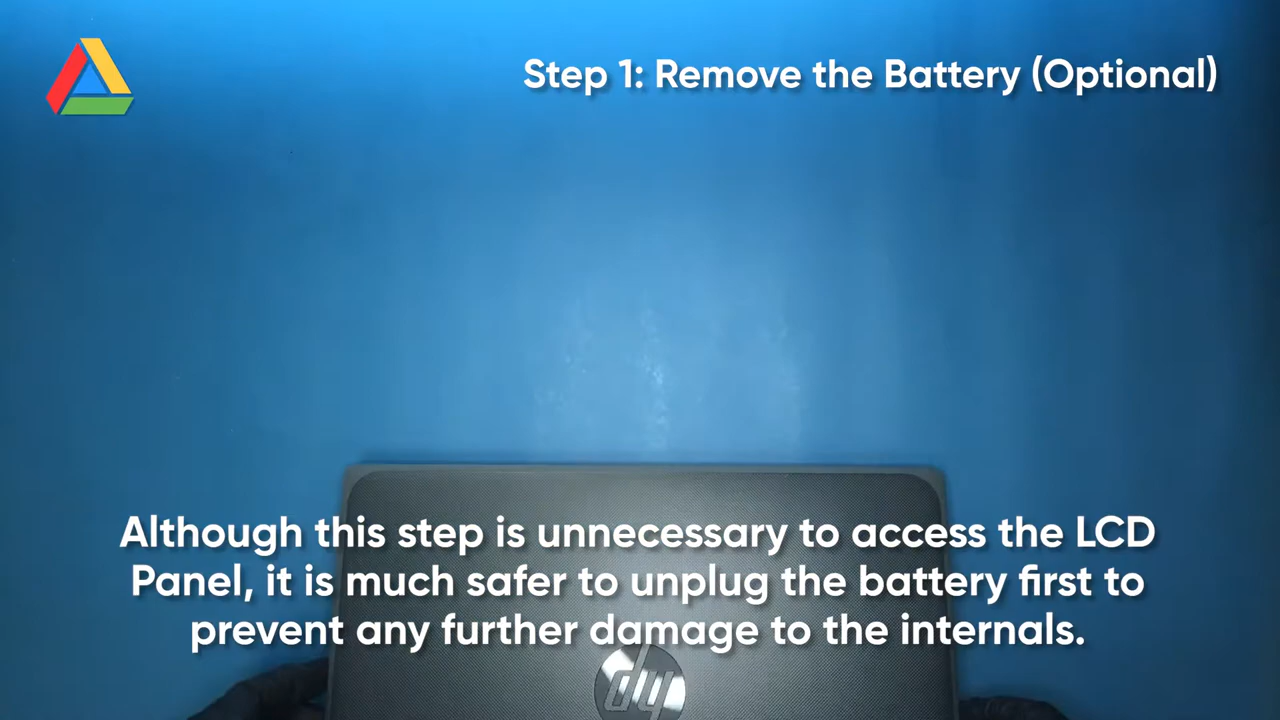 Step 1: Remove the Battery (Optional)
Although this step is unnecessary to access the LCD
Panel, it is much safer to unplug the battery first to
prevent any further damage to the internals.
hp